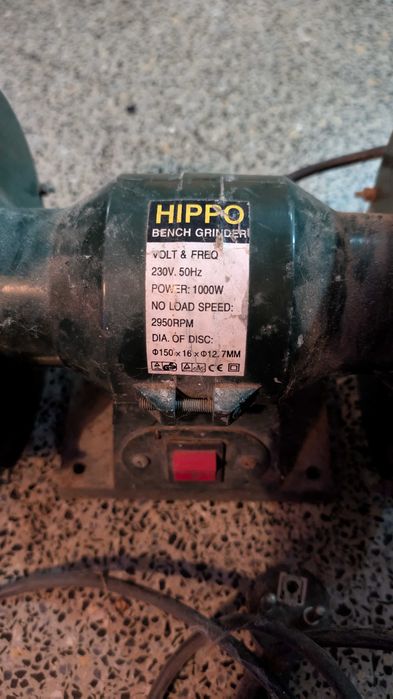 HIPPO
BENCH GRINDER
VOLT & FREQ
230V. 50Hz
POWER: 1000W
NO LOAD SPEED:
2950RPM
DIA. OF DISC:
Φ150×16×Φ12.7MM
CE